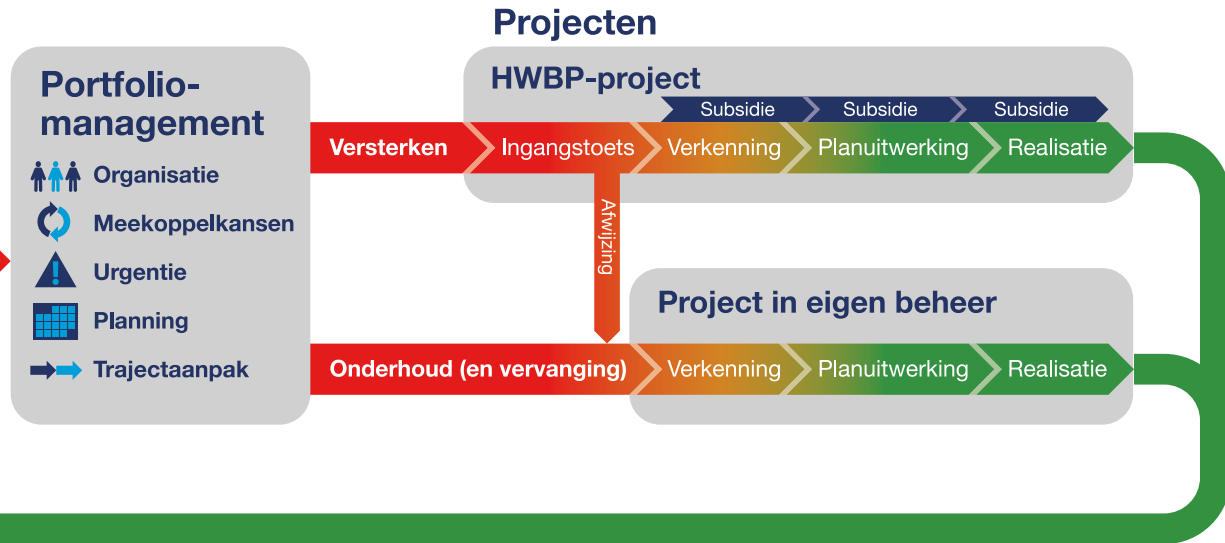 Projecten
Portfolio-
management
Organisatie
Meekoppelkansen
Urgentie
Planning
Trajectaanpak
HWBP-project
Subsidie
Subsidie
Subsidie
Versterken
Ingangstoets
Verkenning
Planuitwerking
Realisatie
Afwijzing
Project in eigen beheer
Onderhoud (en vervanging)
Verkenning
Planuitwerking
Realisatie